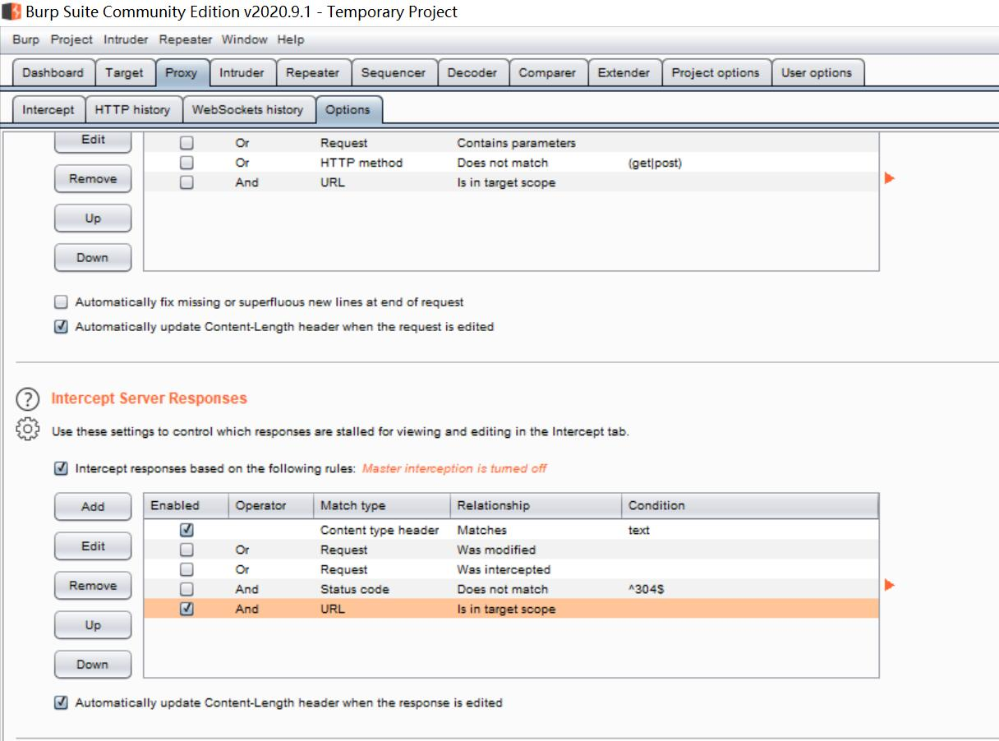 Burp Suite Community Edition v2020.9.1 - Temporary Project
Burp Project Intruder Repeater Window Help
Dashboard Target Proxy Intruder Repeater Sequencer Decoder Comparer Extender Project options User options
Intercept HTTP history WebSockets history Options
Edit Or Request Contains parameters
Or HTTP method Does not match (get|post)
Remove And URL Is in target scope
Up
Down
Automatically fix missing or superfluous new lines at end of request
Automatically update Content-Length header when the request is edited
? Intercept Server Responses
Use these settings to control which responses are stalled for viewing and editing in the Intercept tab.
Intercept responses based on the following rules: Master interception is turned off
Add Enabled Operator Match type Relationship Condition
Content type header Matches text
Edit Or Request Was modified
Or Request Was intercepted
Remove And Status code Does not match ^304$
And URL Is in target scope
Up
Down
Automatically update Content-Length header when the response is edited